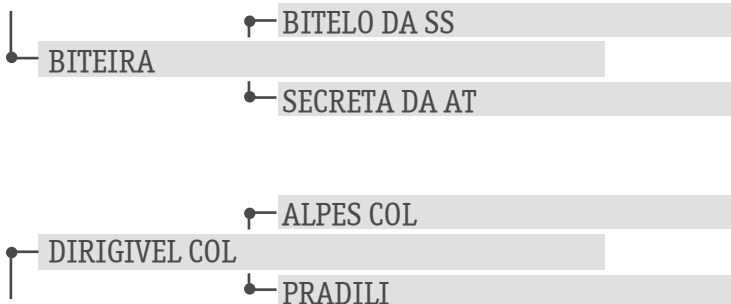 BITELO DA SS
BITEIRA
SECRETA DA AT
ALPES COL
DIRIGIVEL COL
PRADILI